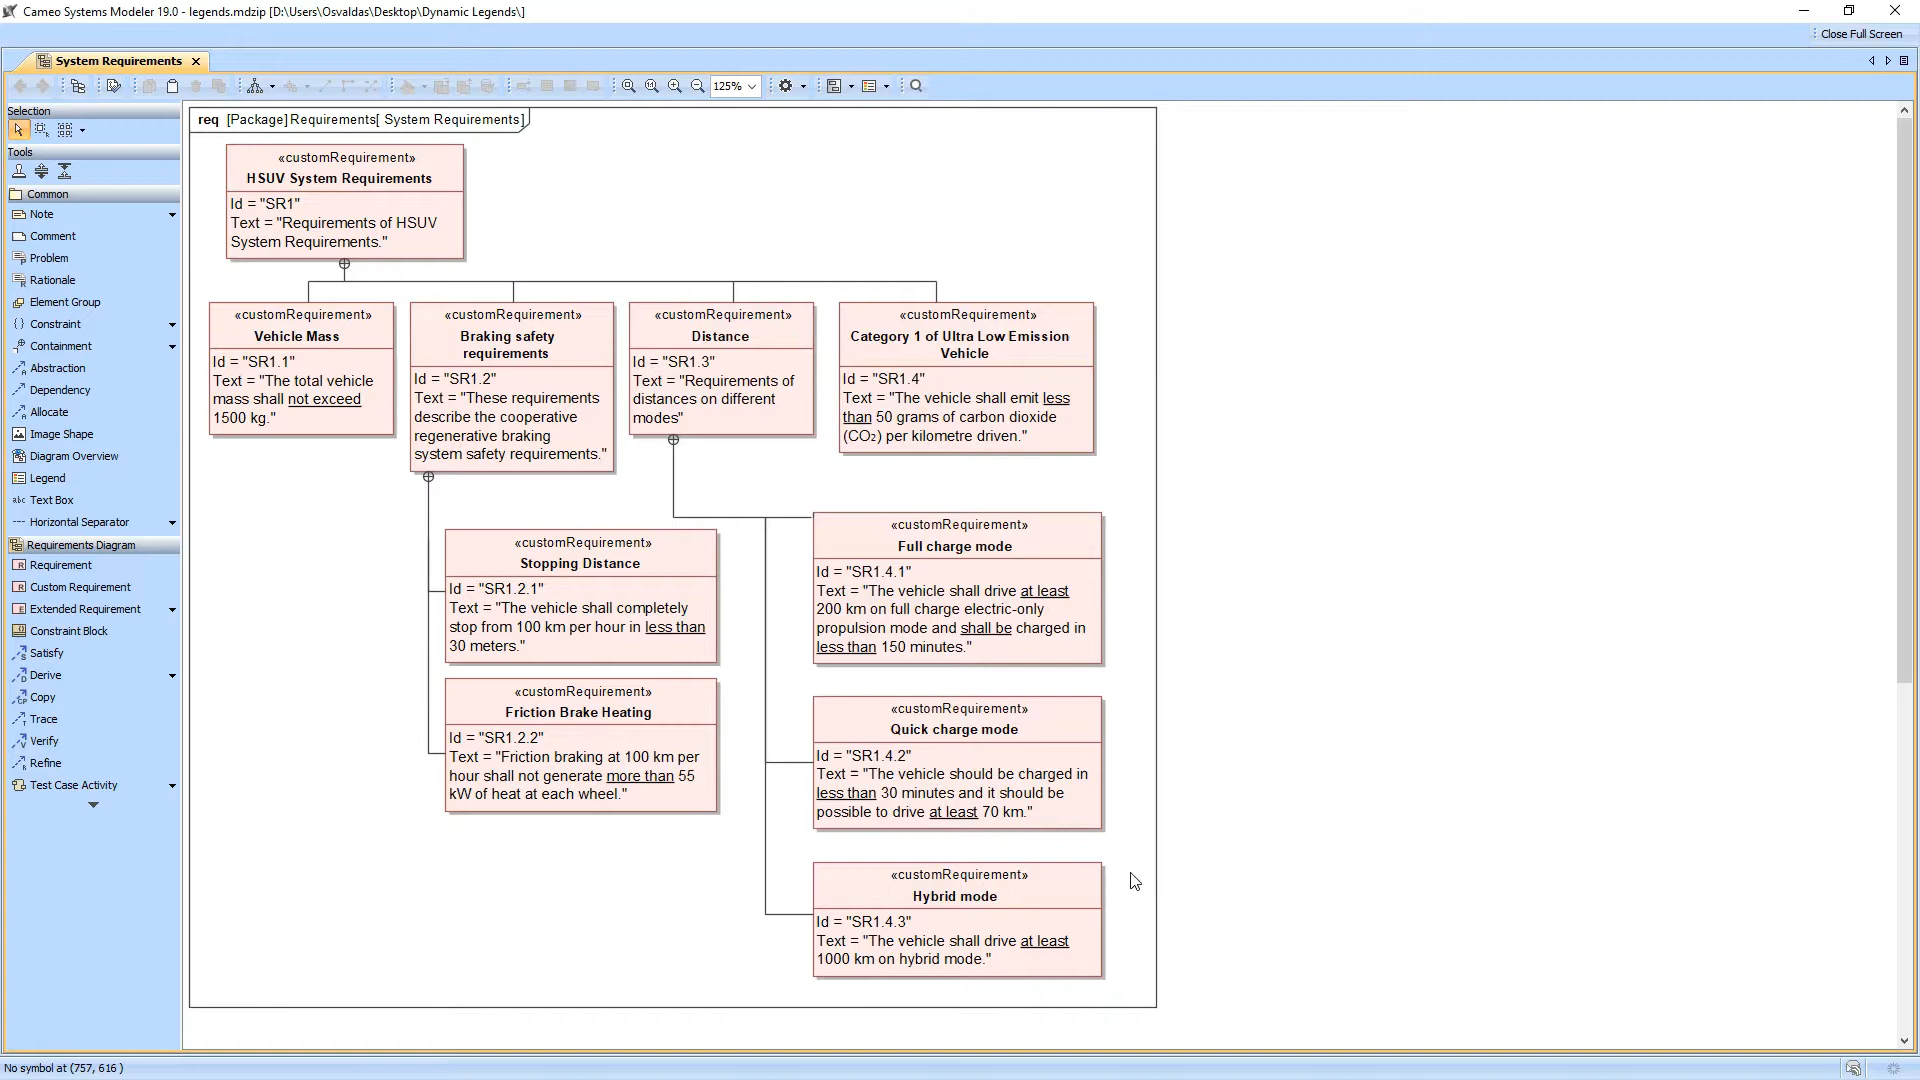 Cameo Systems Modeler 19.0 - legends.mdzip [D:\Users\Osvaldas\Desktop\Dynamic Legends\]
Close Full Screen
System Requirements
125%
Selection
Tools
Common
Note
Comment
Problem
Rationale
Element Group
Constraint
Containment
Abstraction
Dependency
Allocate
Image Shape
Diagram Overview
Legend
Text Box
Horizontal Separator
Requirements Diagram
Requirement
Custom Requirement
Extended Requirement
Constraint Block
Satisfy
Derive
Copy
Trace
Verify
Refine
Test Case Activity
req [Package] Requirements[ System Requirements]
«customRequirement»
HSUV System Requirements
Id = "SR1"
Text = "Requirements of HSUV
System Requirements."
«customRequirement»
Vehicle Mass
Id = "SR1.1"
Text = "The total vehicle
mass shall not exceed
1500 kg."
«customRequirement»
Braking safety
requirements
Id = "SR1.2"
Text = "These requirements
describe the cooperative
regenerative braking
system safety requirements."
«customRequirement»
Distance
Id = "SR1.3"
Text = "Requirements of
distances on different
modes"
«customRequirement»
Category 1 of Ultra Low Emission
Vehicle
Id = "SR1.4"
Text = "The vehicle shall emit less
than 50 grams of carbon dioxide
(CO₂) per kilometre driven."
«customRequirement»
Stopping Distance
Id = "SR1.2.1"
Text = "The vehicle shall completely
stop from 100 km per hour in less than
30 meters."
«customRequirement»
Friction Brake Heating
Id = "SR1.2.2"
Text = "Friction braking at 100 km per
hour shall not generate more than 55
kW of heat at each wheel."
«customRequirement»
Full charge mode
Id = "SR1.4.1"
Text = "The vehicle shall drive at least
200 km on full charge electric-only
propulsion mode and shall be charged in
less than 150 minutes."
«customRequirement»
Quick charge mode
Id = "SR1.4.2"
Text = "The vehicle should be charged in
less than 30 minutes and it should be
possible to drive at least 70 km."
«customRequirement»
Hybrid mode
Id = "SR1.4.3"
Text = "The vehicle shall drive at least
1000 km on hybrid mode."
No symbol at (757, 616 )